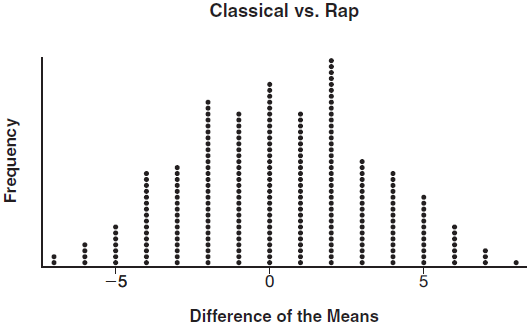 Classical vs. Rap
Frequency
−5
0
5
Difference of the Means